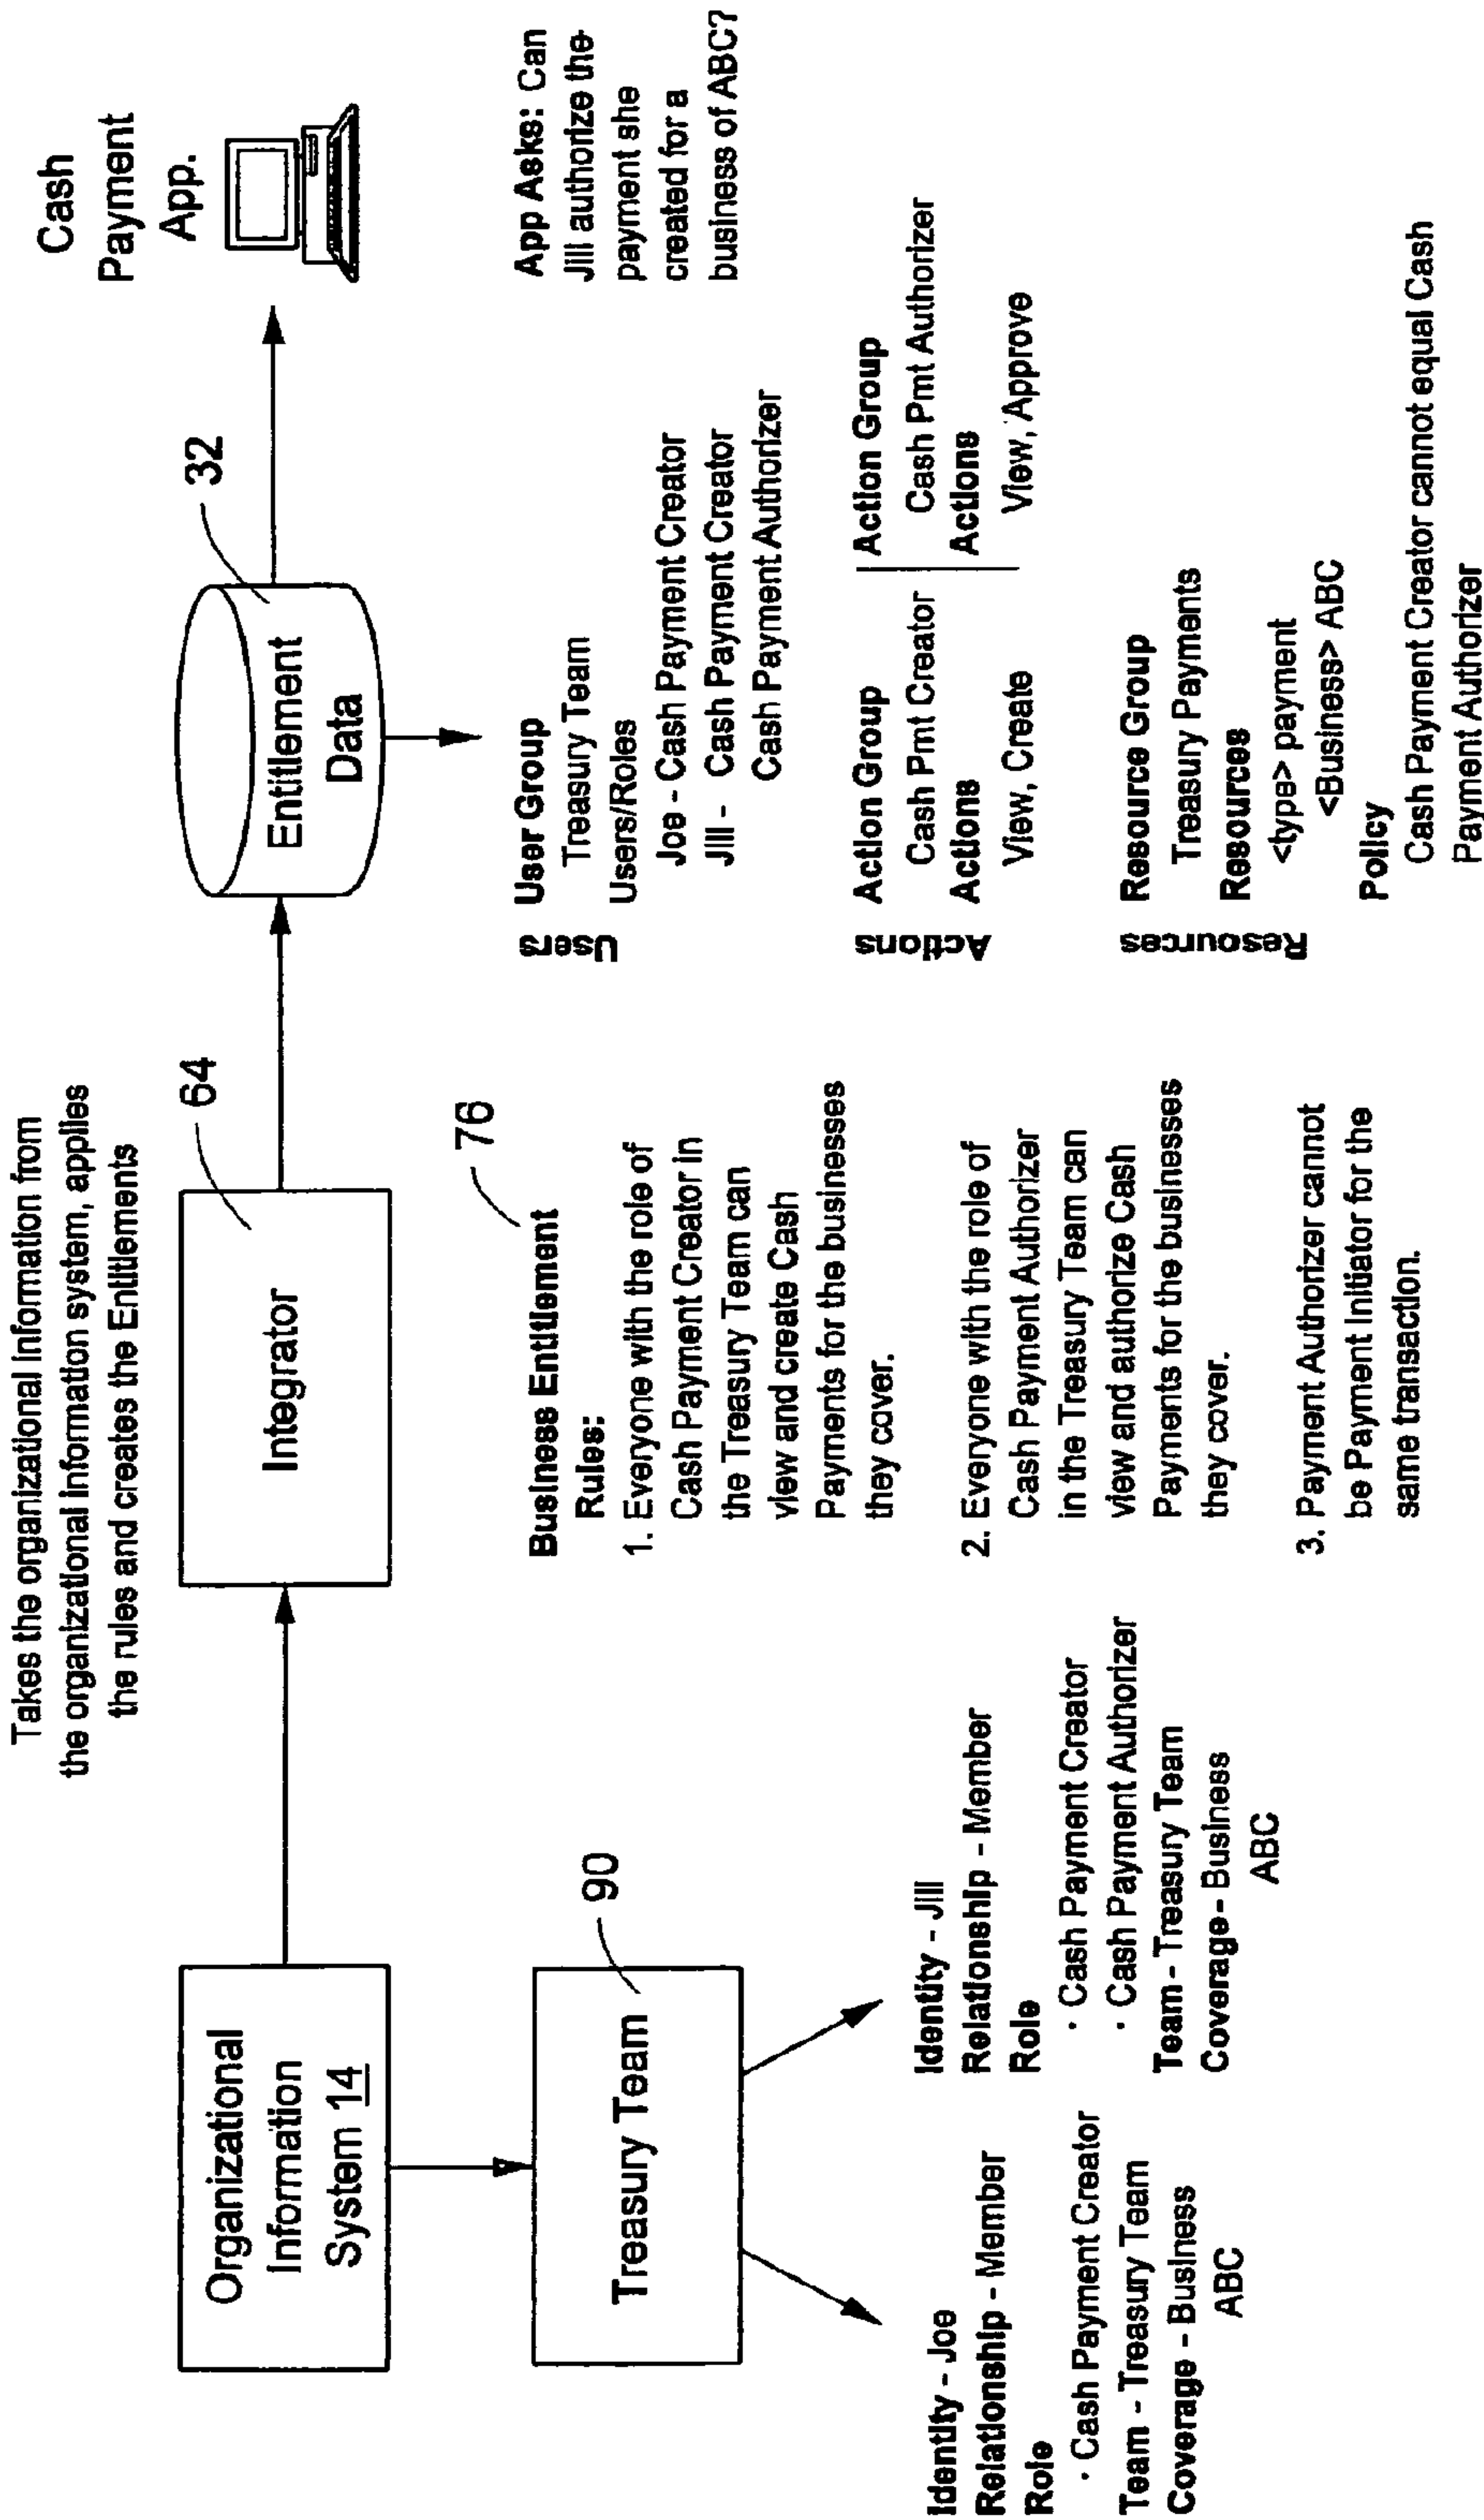 Takes the organizational information from
the organizational information system, applies
the rules and creates the Entitlements
Organizational
Information
System 14
Integrator
64
Entitlement
Data
32
Cash
Payment
App.
Treasury Team
90
Identity - Joe
Relationship - Member
Role
· Cash Payment Creator
Team - Treasury Team
Coverage - Business
ABC
Identity - Jill
Relationship - Member
Role
· Cash Payment Creator
· Cash Payment Authorizer
Team - Treasury Team
Coverage - Business
ABC
76
Business Entitlement
Rules:
1. Everyone with the role of
Cash Payment Creator in
the Treasury Team can
view and create Cash
Payments for the business
they cover.
2. Everyone with the role of
Cash Payment Authorizer
in the Treasury Team can
view and authorize Cash
Payments for the businesses
they cover.
3. Payment Authorizer cannot
be Payment Initiator for the
same transaction.
Users
User Group
Treasury Team
Users/Roles
Joe - Cash Payment Creator
Jill - Cash Payment Creator
Cash Payment Authorizer
Actions
Action Group
Cash Pmt Creator
Actions
View, Create
Action Group
Cash Pmt Authorizer
Actions
View, Approve
Resources
Resource Group
Treasury Payments
Resources
<type> payment
<Business> ABC
Policy
Cash Payment Creator cannot equal Cash
Payment Authorizer
App Asks: Can
Jill authorize the
payment she
created for a
business of ABC?